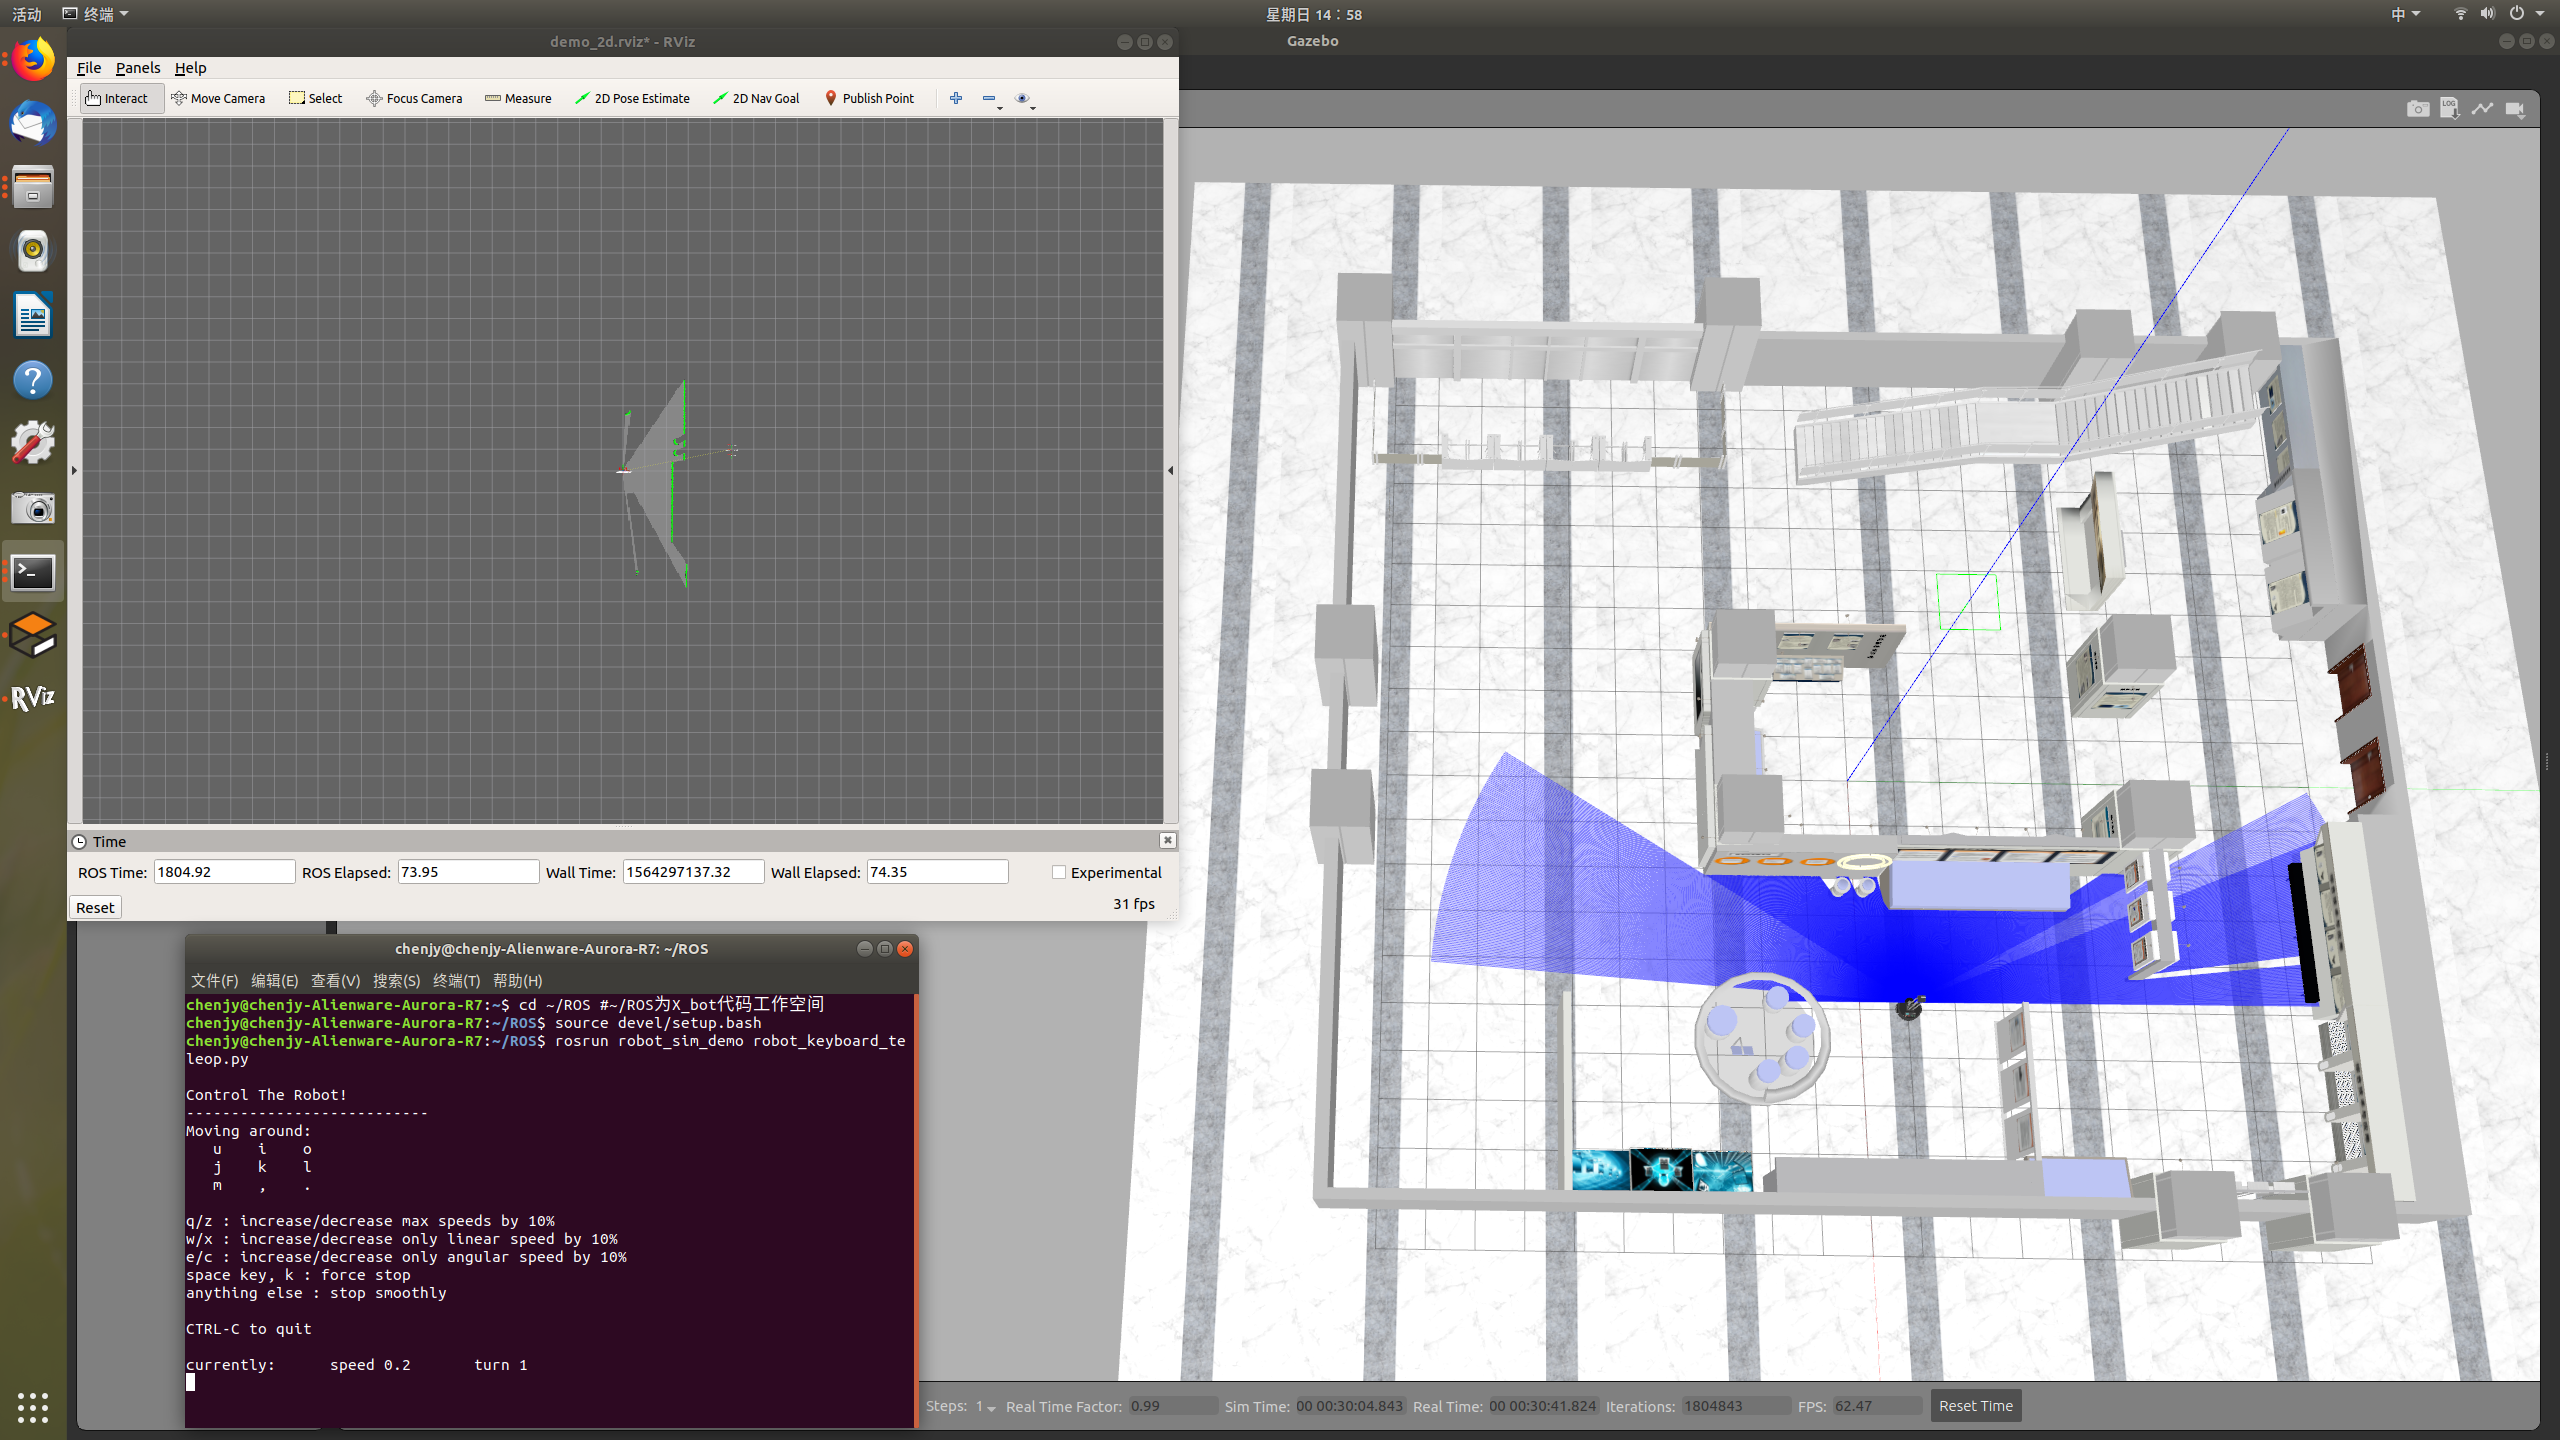 活动
终端
星期日 14：58
中
demo_2d.rviz* - RViz
Gazebo
File Panels Help
Interact Move Camera Select Focus Camera Measure 2D Pose Estimate 2D Nav Goal Publish Point
LOG
RViz
Time
ROS Time: 1804.92 ROS Elapsed: 73.95 Wall Time: 1564297137.32 Wall Elapsed: 74.35 Experimental
Reset
31 fps
chenjy@chenjy-Alienware-Aurora-R7: ~/ROS
文件(F) 编辑(E) 查看(V) 搜索(S) 终端(T) 帮助(H)
chenjy@chenjy-Alienware-Aurora-R7:~$ cd ~/ROS #~/ROS为X_bot代码工作空间
chenjy@chenjy-Alienware-Aurora-R7:~/ROS$ source devel/setup.bash
chenjy@chenjy-Alienware-Aurora-R7:~/ROS$ rosrun robot_sim_demo robot_keyboard_te
leop.py
Control The Robot!
---------------------------
Moving around:
u i o
j k l
m , .
q/z : increase/decrease max speeds by 10%
w/x : increase/decrease only linear speed by 10%
e/c : increase/decrease only angular speed by 10%
space key, k : force stop
anything else : stop smoothly
CTRL-C to quit
currently: speed 0.2 turn 1
Steps: 1 Real Time Factor: 0.99 Sim Time: 00 00:30:04.843 Real Time: 00 00:30:41.824 Iterations: 1804843 FPS: 62.47 Reset Time